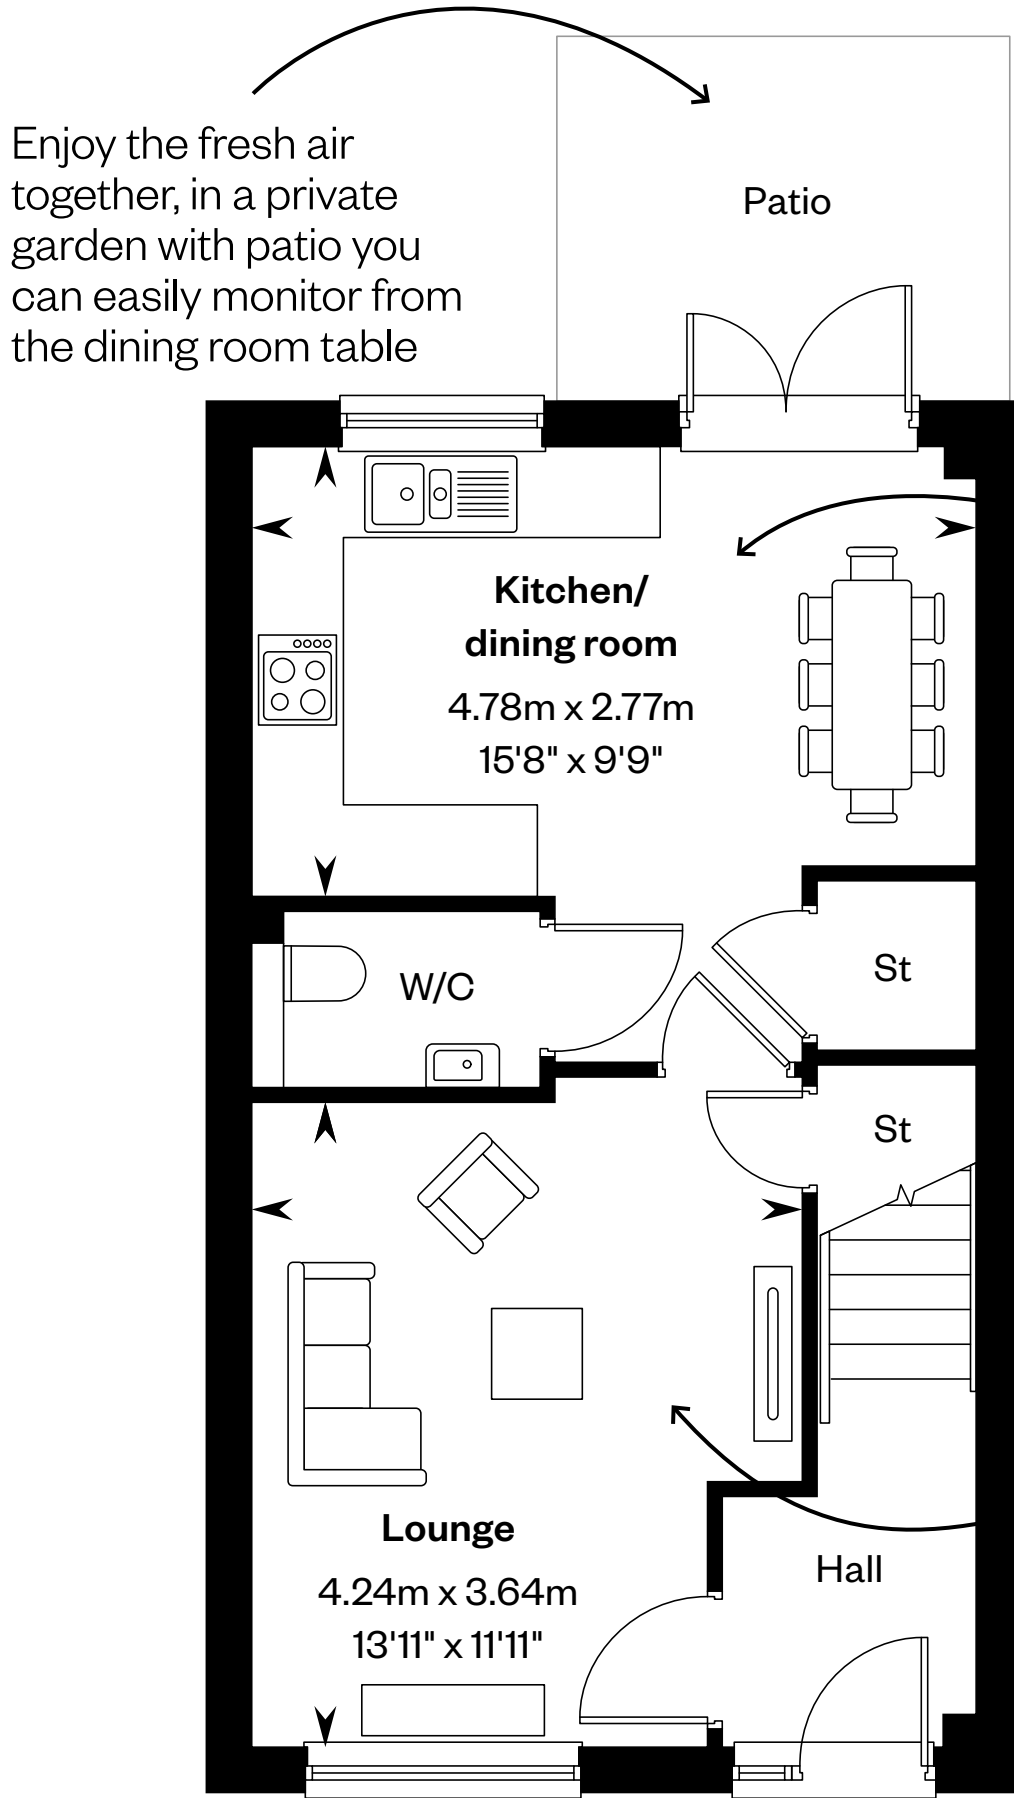 Enjoy the fresh air
together, in a private
garden with patio you
can easily monitor from
the dining room table
Patio
Kitchen/
dining room
4.78m x 2.77m
15'8" x 9'9"
W/C
St
St
Lounge
4.24m x 3.64m
13'11" x 11'11"
Hall